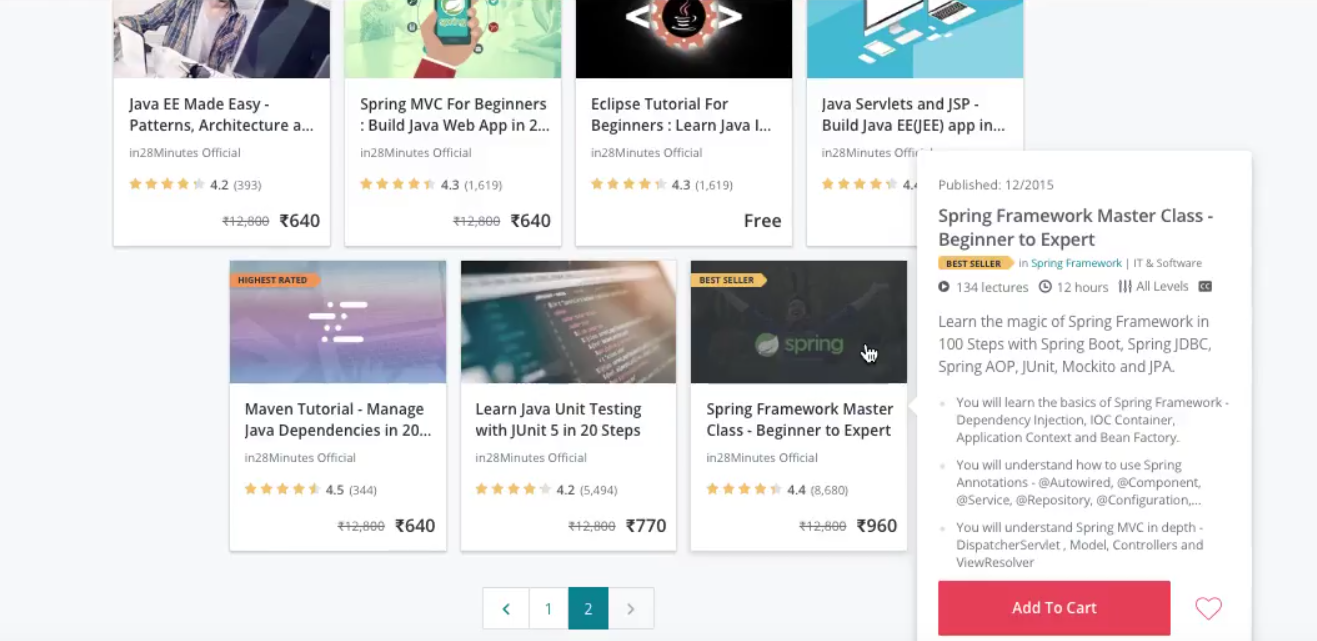 spring
Java EE Made Easy -
Patterns, Architecture a...
in28Minutes Official
4.2 (393)
₹12,800 ₹640
Spring MVC For Beginners
: Build Java Web App in 2...
in28Minutes Official
4.3 (1,619)
₹12,800 ₹640
Eclipse Tutorial For
Beginners : Learn Java I...
in28Minutes Official
4.3 (1,619)
Free
Java Servlets and JSP -
Build Java EE(JEE) app in...
in28Minutes
4.4
HIGHEST RATED
Maven Tutorial - Manage
Java Dependencies in 20...
in28Minutes Official
4.5 (344)
₹12,800 ₹640
Learn Java Unit Testing
with JUnit 5 in 20 Steps
in28Minutes Official
4.2 (5,494)
₹12,800 ₹770
BEST SELLER
spring
Spring Framework Master
Class - Beginner to Expert
in28Minutes Official
4.4 (8,680)
₹12,800 ₹960
Published: 12/2015
Spring Framework Master Class -
Beginner to Expert
BEST SELLER in Spring Framework | IT & Software
134 lectures 12 hours All Levels CC
Learn the magic of Spring Framework in
100 Steps with Spring Boot, Spring JDBC,
Spring AOP, JUnit, Mockito and JPA.
You will learn the basics of Spring Framework -
Dependency Injection, IOC Container,
Application Context and Bean Factory.
You will understand how to use Spring
Annotations - @Autowired, @Component,
@Service, @Repository, @Configuration,...
You will understand Spring MVC in depth -
DispatcherServlet , Model, Controllers and
ViewResolver
Add To Cart
1 2